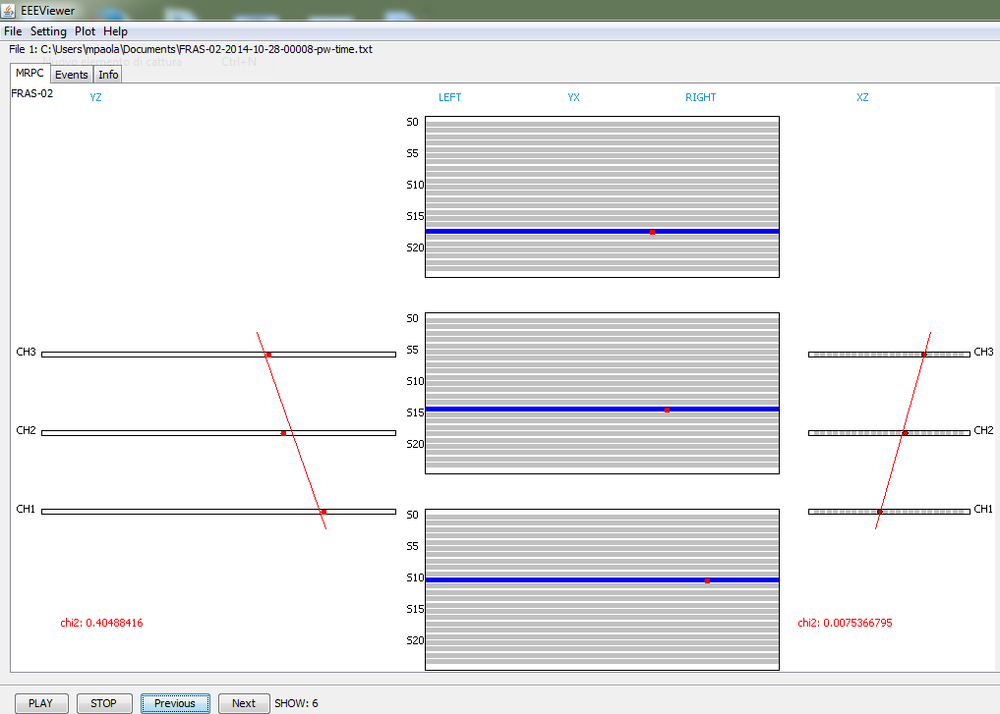 EEEViewer
File Setting Plot Help
File 1: C:\Users\mpaola\Documents\FRAS-02-2014-10-28-00008-pw-time.txt
Nuovo elemento di cattura Ctrl+N
MRPC Events Info
FRAS-02 YZ LEFT YX RIGHT XZ
S0
S5
S10
S15
S20
S0
CH3 S5 CH3
S10
S15
CH2 S20 CH2
CH1 S0 CH1
S5
S10
S15
chi2: 0.40488416 chi2: 0.0075366795
S20
PLAY STOP Previous Next SHOW: 6